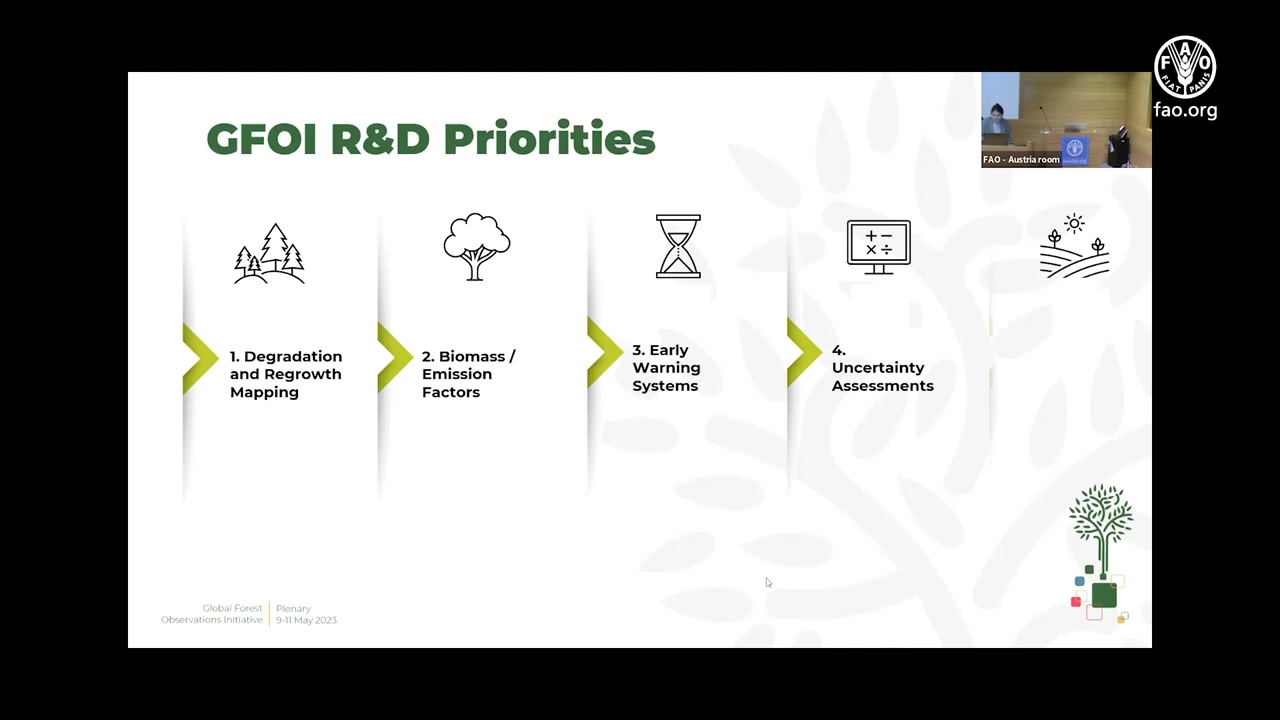 FAO
FIAT PANIS
fao.org
GFOI R&D Priorities
FAO - Austria room
1. Degradation
and Regrowth
Mapping
2. Biomass /
Emission
Factors
3. Early
Warning
Systems
4.
Uncertainty
Assessments
Global Forest
Observations Initiative
Plenary
9-11 May 2023